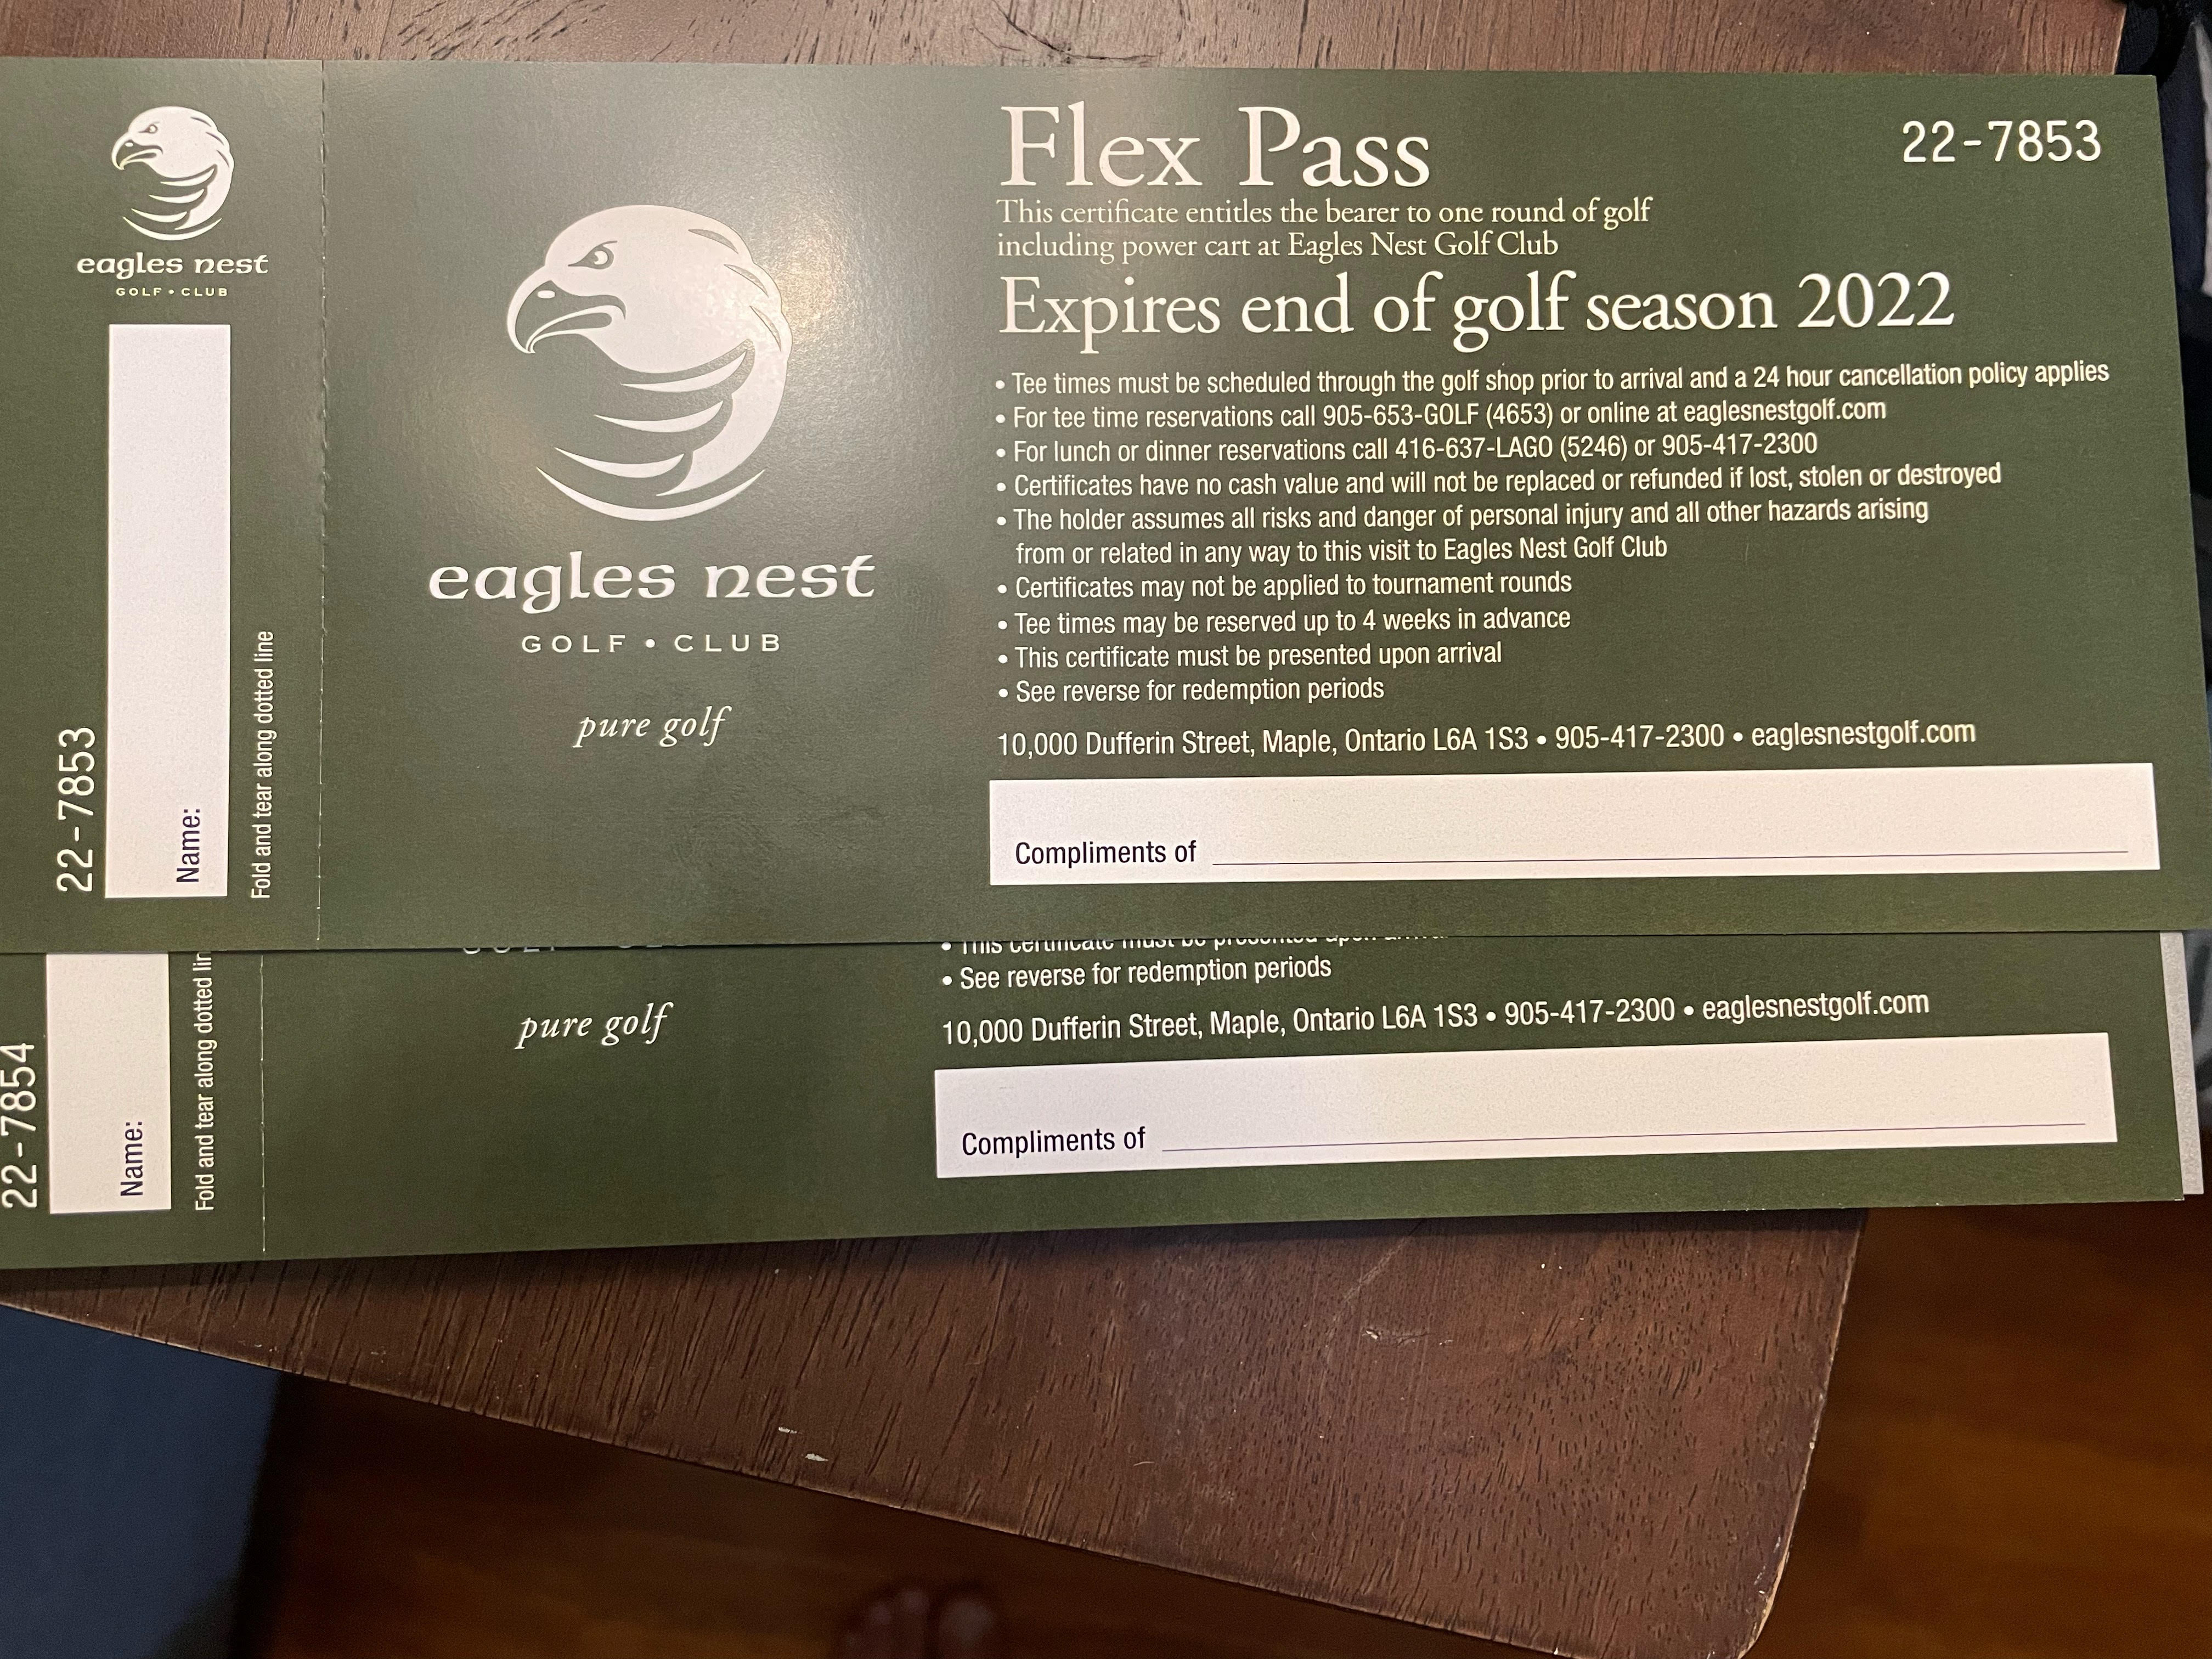 eagles nest
GOLF • CLUB
22-7853
Name:
Fold and tear along dotted line
eagles nest
GOLF • CLUB
pure golf
Flex Pass
22-7853
This certificate entitles the bearer to one round of golf
including power cart at Eagles Nest Golf Club
Expires end of golf season 2022
• Tee times must be scheduled through the golf shop prior to arrival and a 24 hour cancellation policy applies
• For tee time reservations call 905-653-GOLF (4653) or online at eaglesnestgolf.com
• For lunch or dinner reservations call 416-637-LAGO (5246) or 905-417-2300
• Certificates have no cash value and will not be replaced or refunded if lost, stolen or destroyed
• The holder assumes all risks and danger of personal injury and all other hazards arising
from or related in any way to this visit to Eagles Nest Golf Club
• Certificates may not be applied to tournament rounds
• Tee times may be reserved up to 4 weeks in advance
• This certificate must be presented upon arrival
• See reverse for redemption periods
10,000 Dufferin Street, Maple, Ontario L6A 1S3 • 905-417-2300 • eaglesnestgolf.com
Compliments of
22-7854
Name:
Fold and tear along dotted lin
pure golf
• This certificate must be presented upon
• See reverse for redemption periods
10,000 Dufferin Street, Maple, Ontario L6A 1S3 • 905-417-2300 • eaglesnestgolf.com
Compliments of